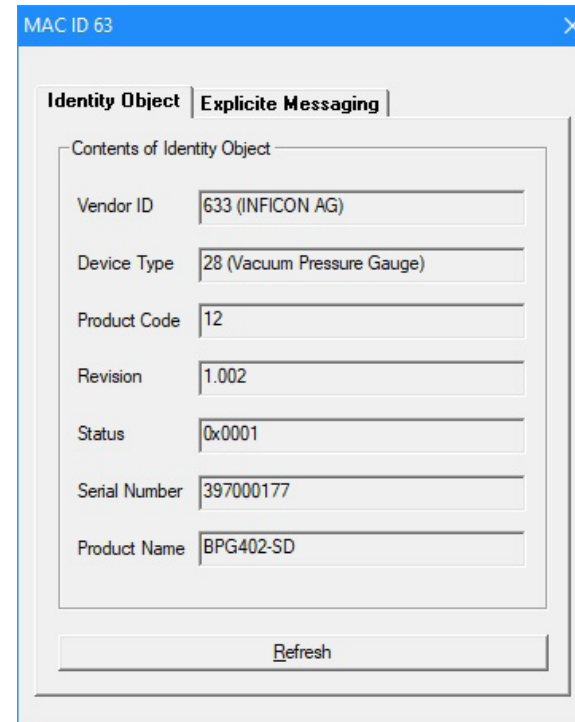 MAC ID 63
Identity Object Explicite Messaging
Contents of Identity Object
Vendor ID 633 (INFICON AG)
Device Type 28 (Vacuum Pressure Gauge)
Product Code 12
Revision 1.002
Status 0x0001
Serial Number 397000177
Product Name BPG402-SD
Refresh